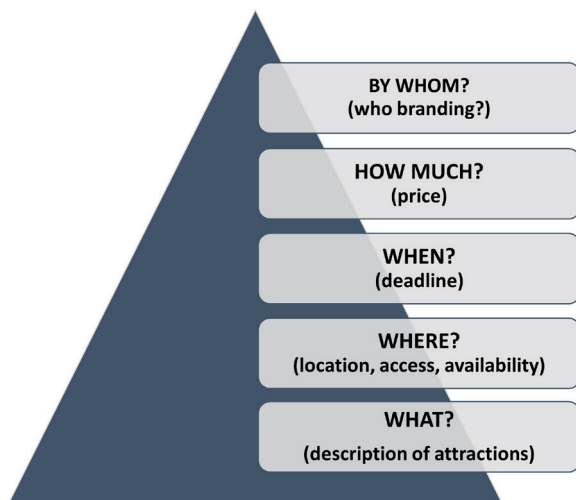 BY WHOM?
(who branding?)
HOW MUCH?
(price)
WHEN?
(deadline)
WHERE?
(location, access, availability)
WHAT?
(description of attractions)